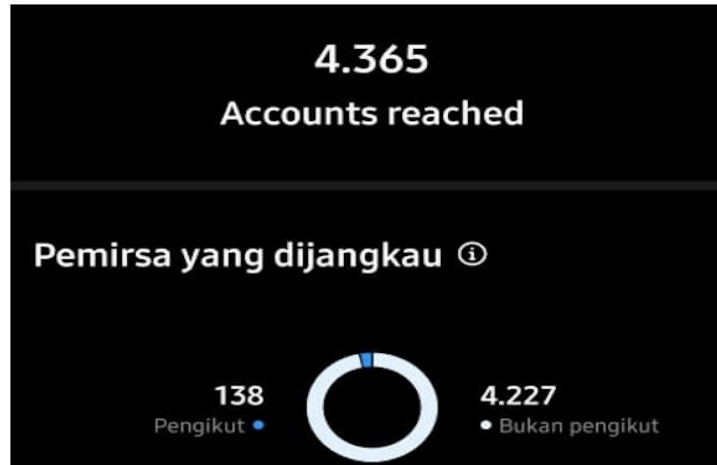 4.365
Accounts reached
Pemirsa yang dijangkau
138
Pengikut
4.227
Bukan pengikut